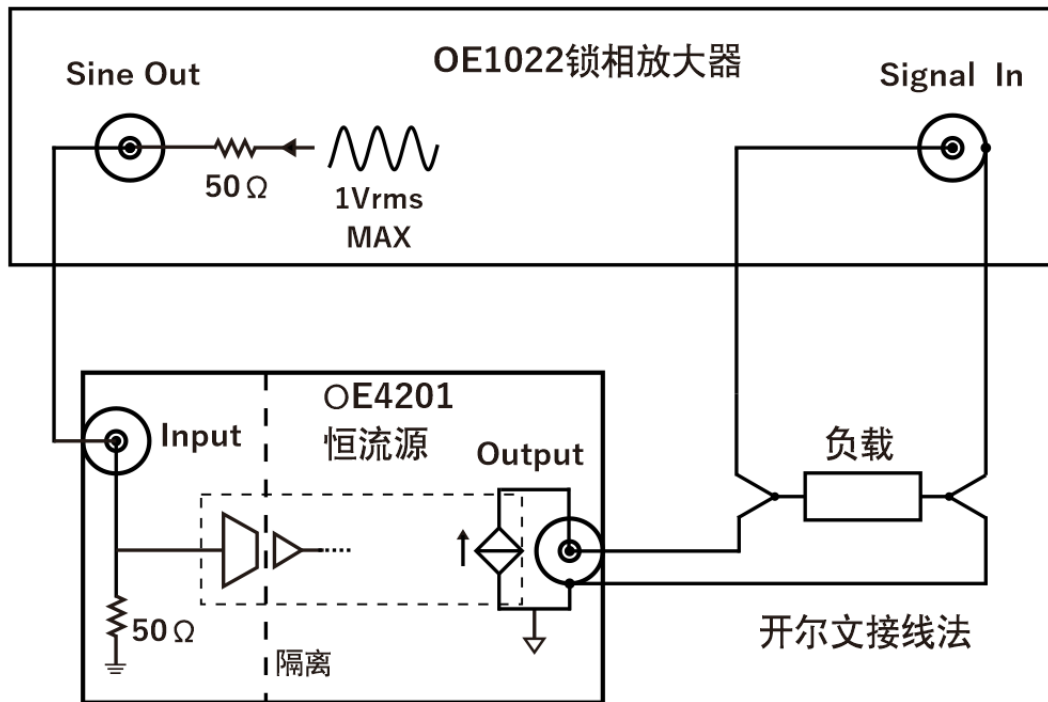 OE1022锁相放大器
Sine Out
Signal In
50Ω
1Vrms
MAX
OE4201
恒流源
Input
Output
负载
50Ω
隔离
开尔文接线法